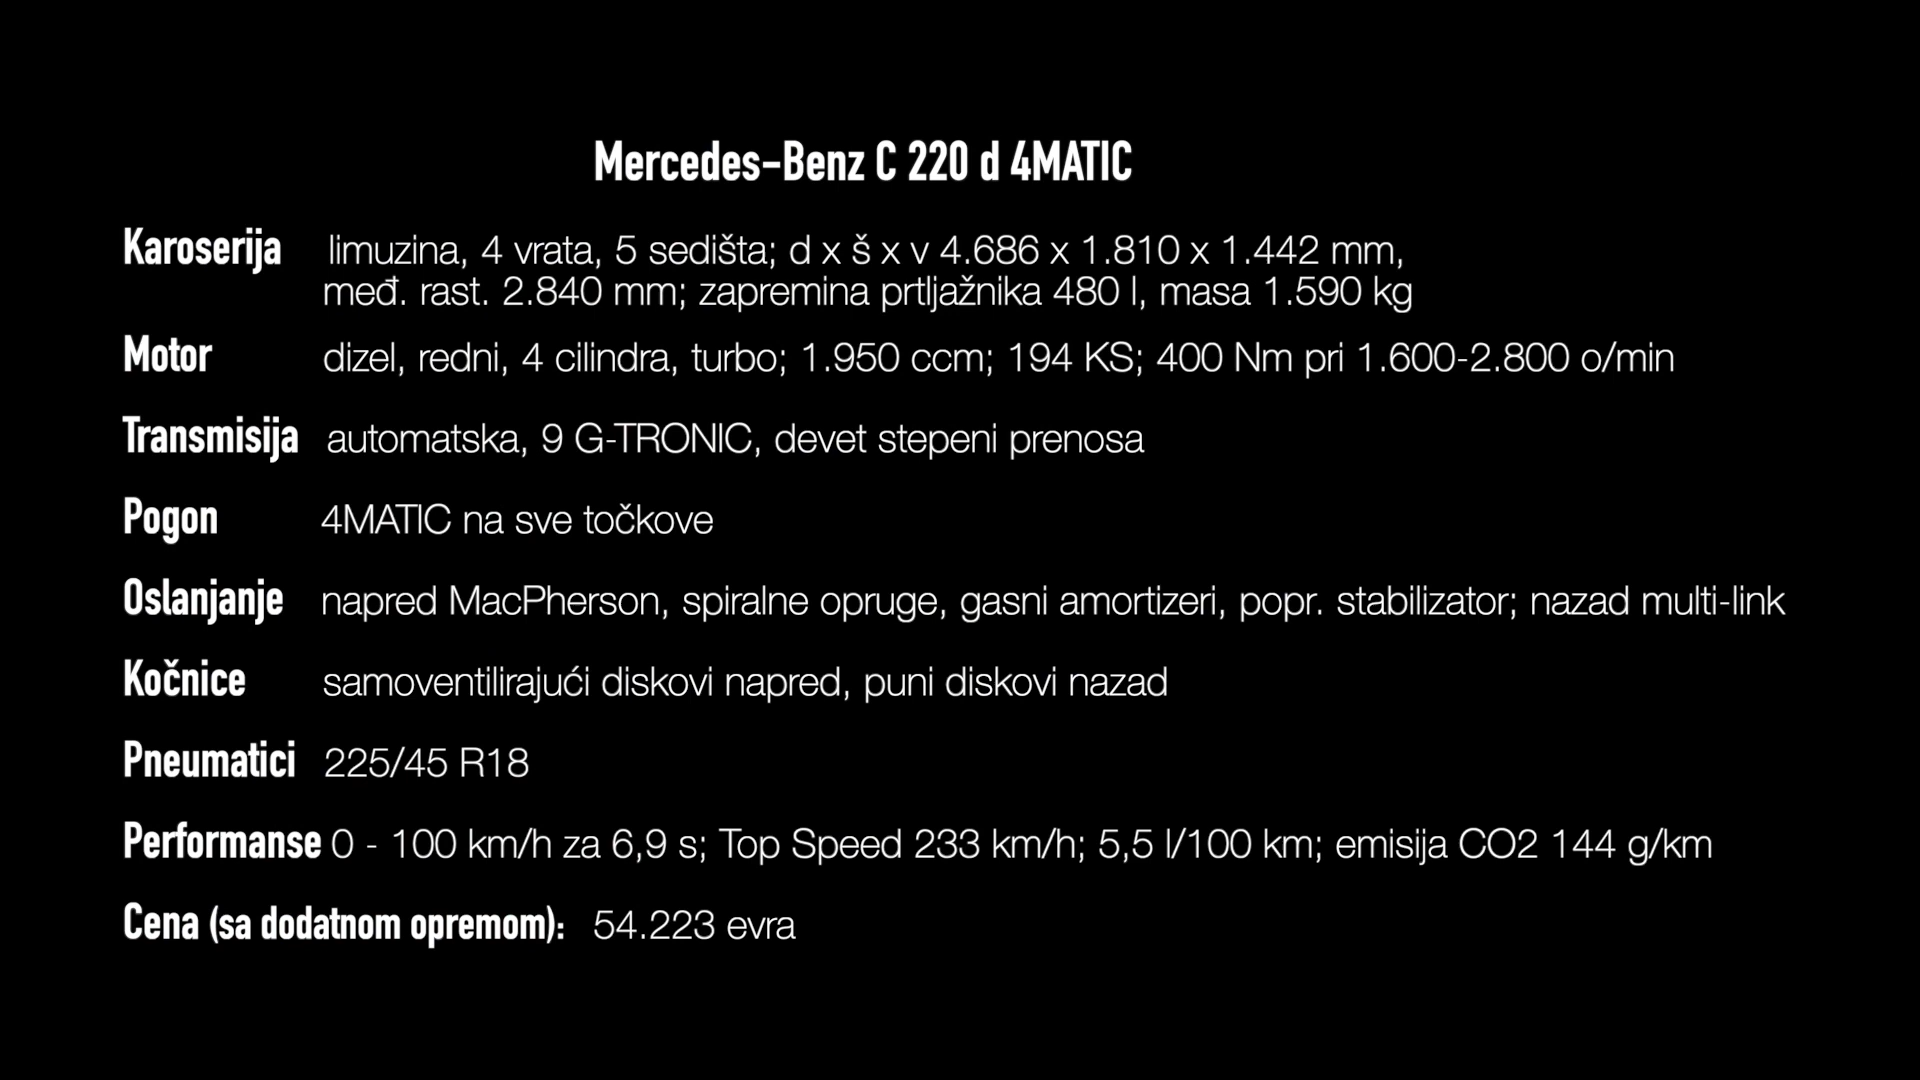 Mercedes-Benz C 220 d 4MATIC
Karoserija limuzina, 4 vrata, 5 sedišta; d x š x v 4.686 x 1.810 x 1.442 mm,
međ. rast. 2.840 mm; zapremina prtljažnika 480 l, masa 1.590 kg
Motor dizel, redni, 4 cilindra, turbo; 1.950 ccm; 194 KS; 400 Nm pri 1.600-2.800 o/min
Transmisija automatska, 9 G-TRONIC, devet stepeni prenosa
Pogon 4MATIC na sve točkove
Oslanjanje napred MacPherson, spiralne opruge, gasni amortizeri, popr. stabilizator; nazad multi-link
Kočnice samoventilirajući diskovi napred, puni diskovi nazad
Pneumatici 225/45 R18
Performanse 0 - 100 km/h za 6,9 s; Top Speed 233 km/h; 5,5 l/100 km; emisija CO2 144 g/km
Cena (sa dodatnom opremom): 54.223 evra